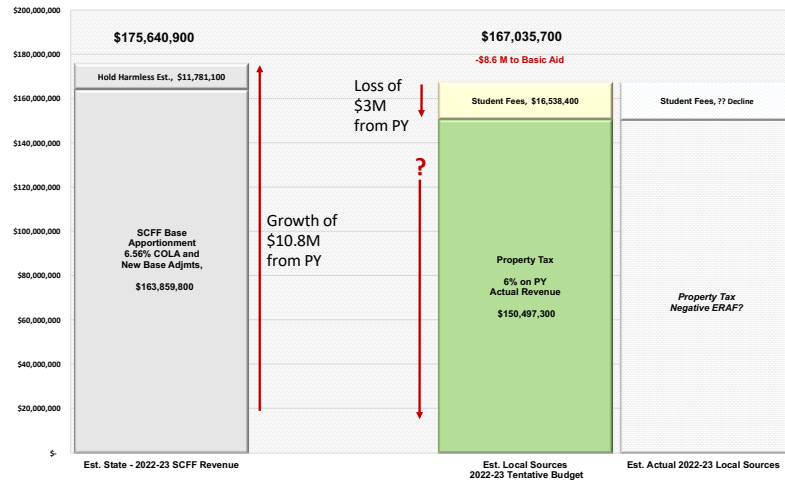 $200,000,000
$180,000,000
$160,000,000
$140,000,000
$120,000,000
$100,000,000
$80,000,000
$60,000,000
$40,000,000
$20,000,000
$-
$175,640,900
Hold Harmless Est., $11,781,100
SCFF Base
Apportionment
6.56% COLA and
New Base Adjmts,
$163,859,800
Est. State - 2022-23 SCFF Revenue
Growth of
$10.8M
from PY
Loss of
$3M
from PY
?
$167,035,700
-$8.6 M to Basic Aid
Student Fees, $16,538,400
Property Tax
6% on PY
Actual Revenue
$150,497,300
Est. Local Sources
2022-23 Tentative Budget
Student Fees, ?? Decline
Property Tax
Negative ERAF?
Est. Actual 2022-23 Local Sources